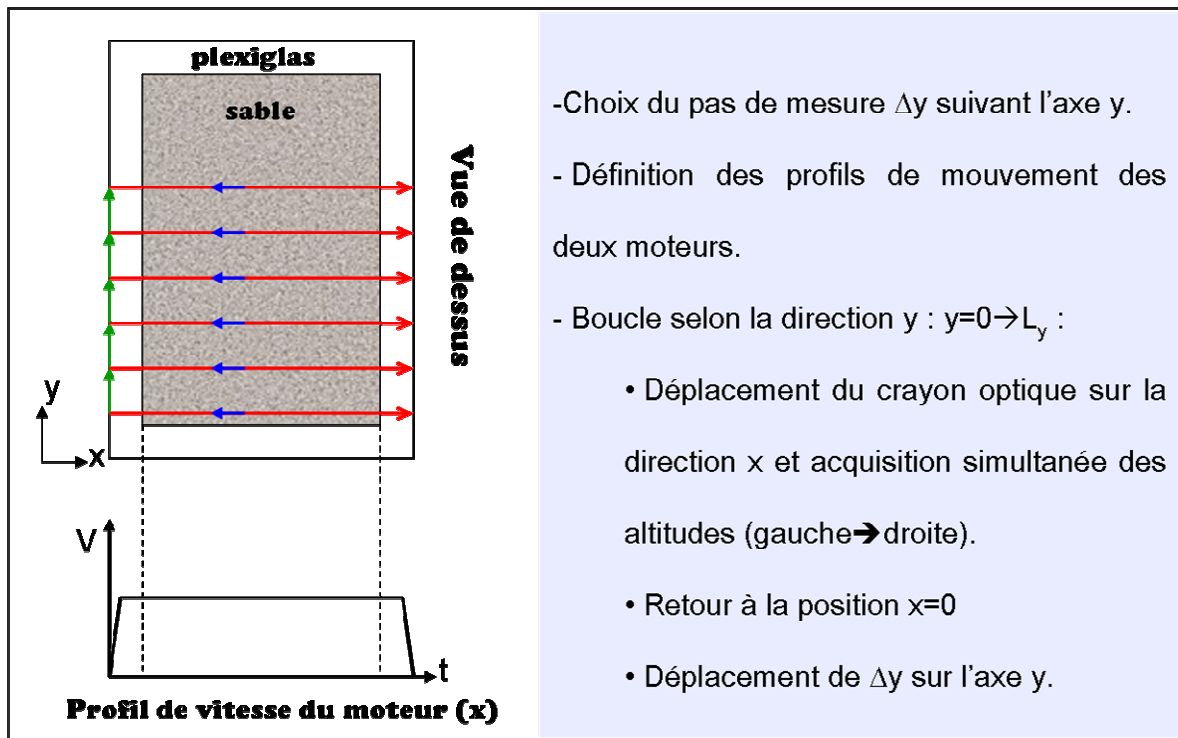 plexiglas
sable
Vue de dessus
y
x
V
t
Profil de vitesse du moteur (x)
-Choix du pas de mesure Δy suivant l'axe y.
- Définition des profils de mouvement des
deux moteurs.
- Boucle selon la direction y : y=0→Ly :
• Déplacement du crayon optique sur la
direction x et acquisition simultanée des
altitudes (gauche➔droite).
• Retour à la position x=0
• Déplacement de Δy sur l'axe y.